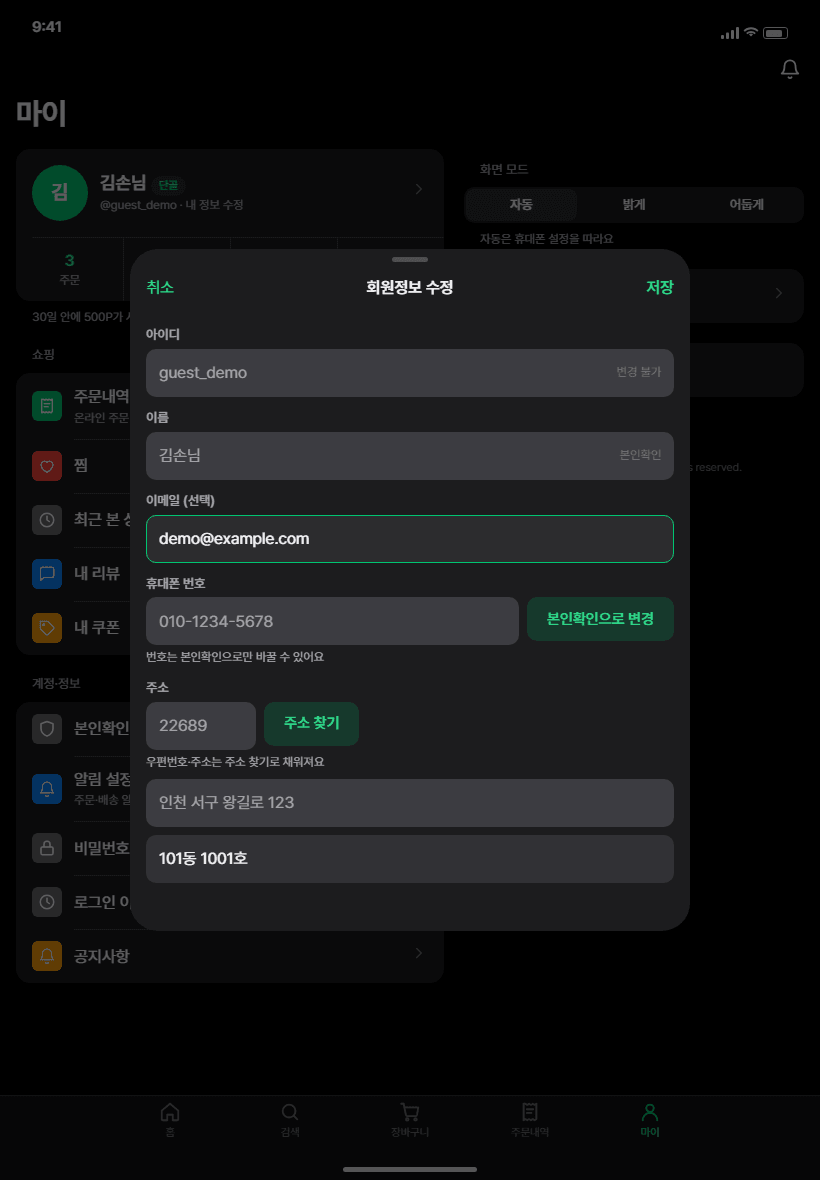 9:41
마이
김
김손님 단골
@guest_demo · 내 정보 수정
3
주문
30일 안에 500P가
쇼핑
주문내역
온라인 주문
찜
최근 본
내 리뷰
내 쿠폰
계정·정보
본인확인
알림 설정
주문·배송
비밀번호
로그인
공지사항
화면 모드
자동 밝게 어둡게
자동은 휴대폰 설정을 따라요
s reserved.
취소 회원정보 수정 저장
아이디
guest_demo 변경 불가
이름
김손님 본인확인
이메일 (선택)
demo@example.com
휴대폰 번호
010-1234-5678 본인확인으로 변경
번호는 본인확인으로만 바꿀 수 있어요
주소
22689 주소 찾기
우편번호·주소는 주소 찾기로 채워져요
인천 서구 왕길로 123
101동 1001호
홈 검색 장바구니 주문내역 마이